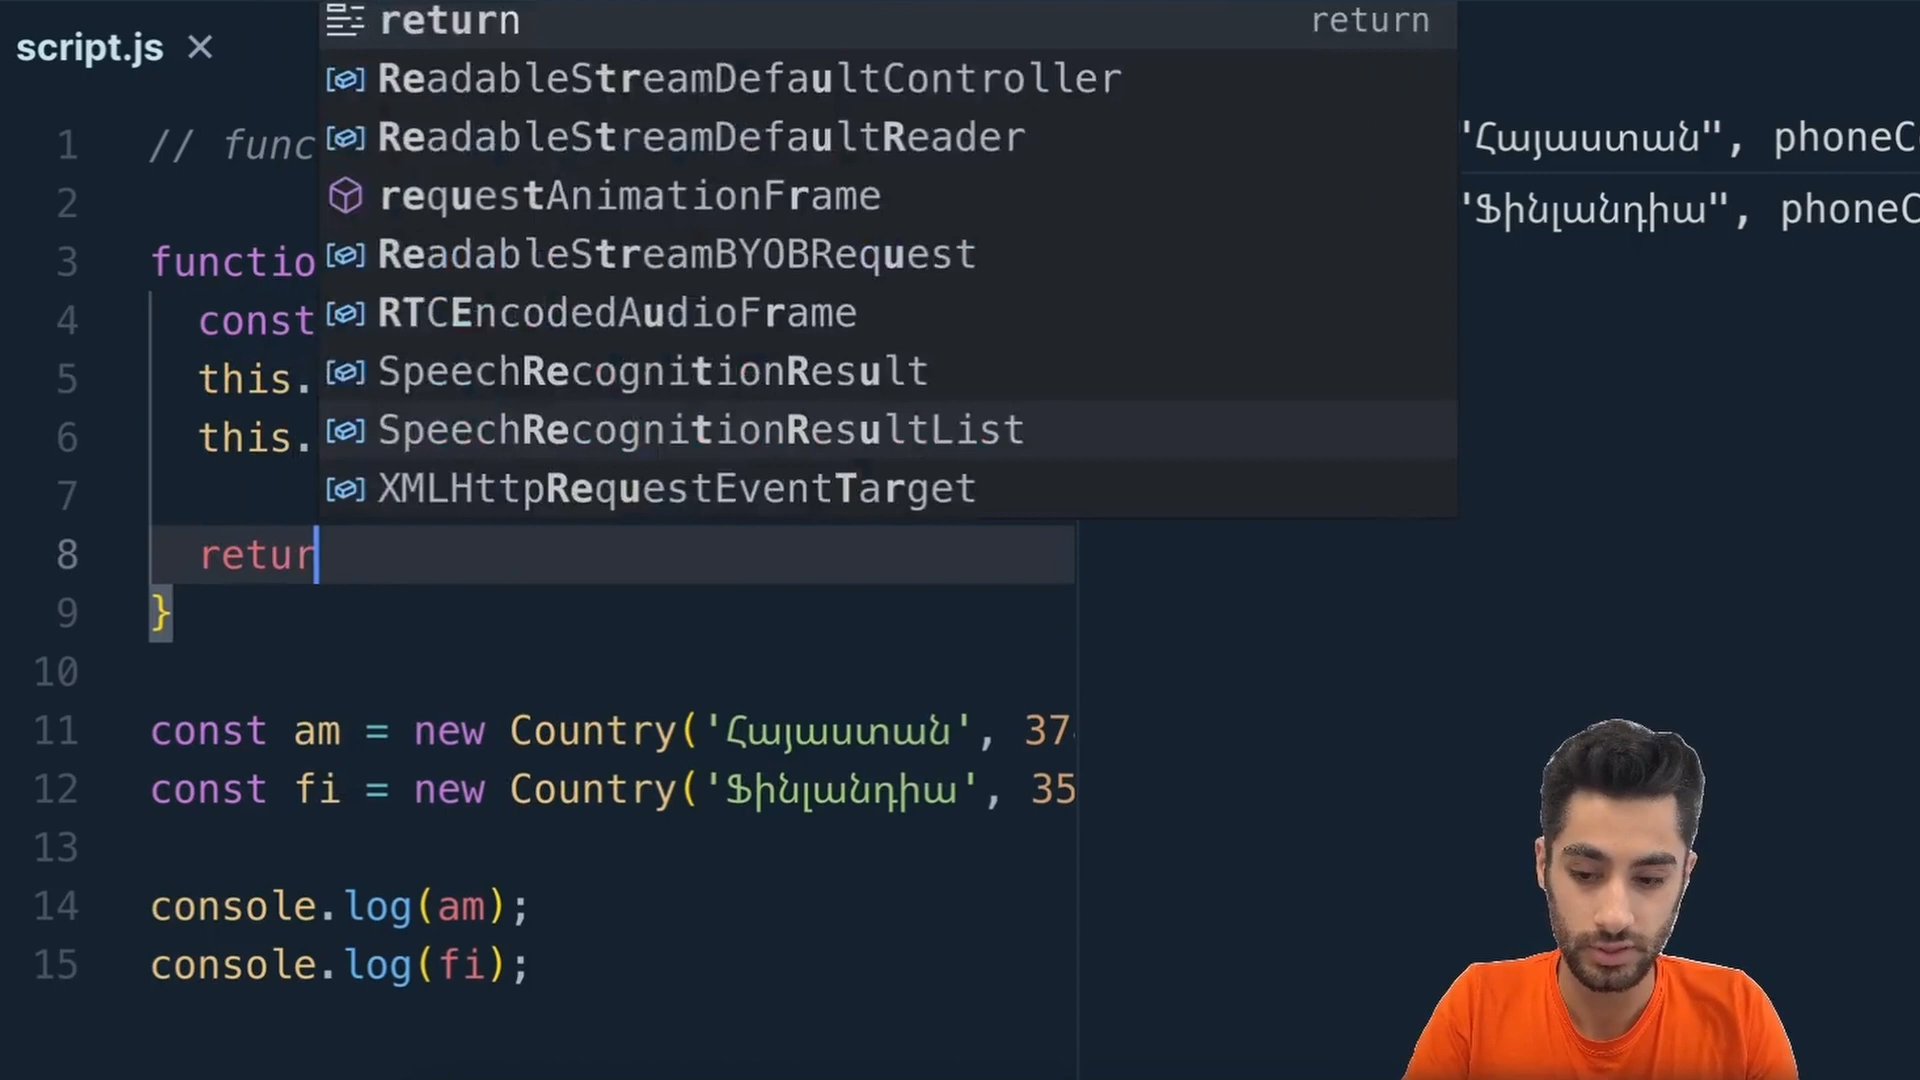 script.js
return return
ReadableStreamDefaultController
ReadableStreamDefaultReader
requestAnimationFrame
ReadableStreamBYOBRequest
RTCEncodedAudioFrame
SpeechRecognitionResult
SpeechRecognitionResultList
XMLHttpRequestEventTarget
1 // func
2
3 functio
4 const
5 this.
6 this.
7
8 retur
9 }
10
11 const am = new Country('Հայաստան', 37
12 const fi = new Country('Ֆինլանդիա', 35
13
14 console.log(am);
15 console.log(fi);
"Հայաստան", phoneC
"Ֆինլանդիա", phoneC